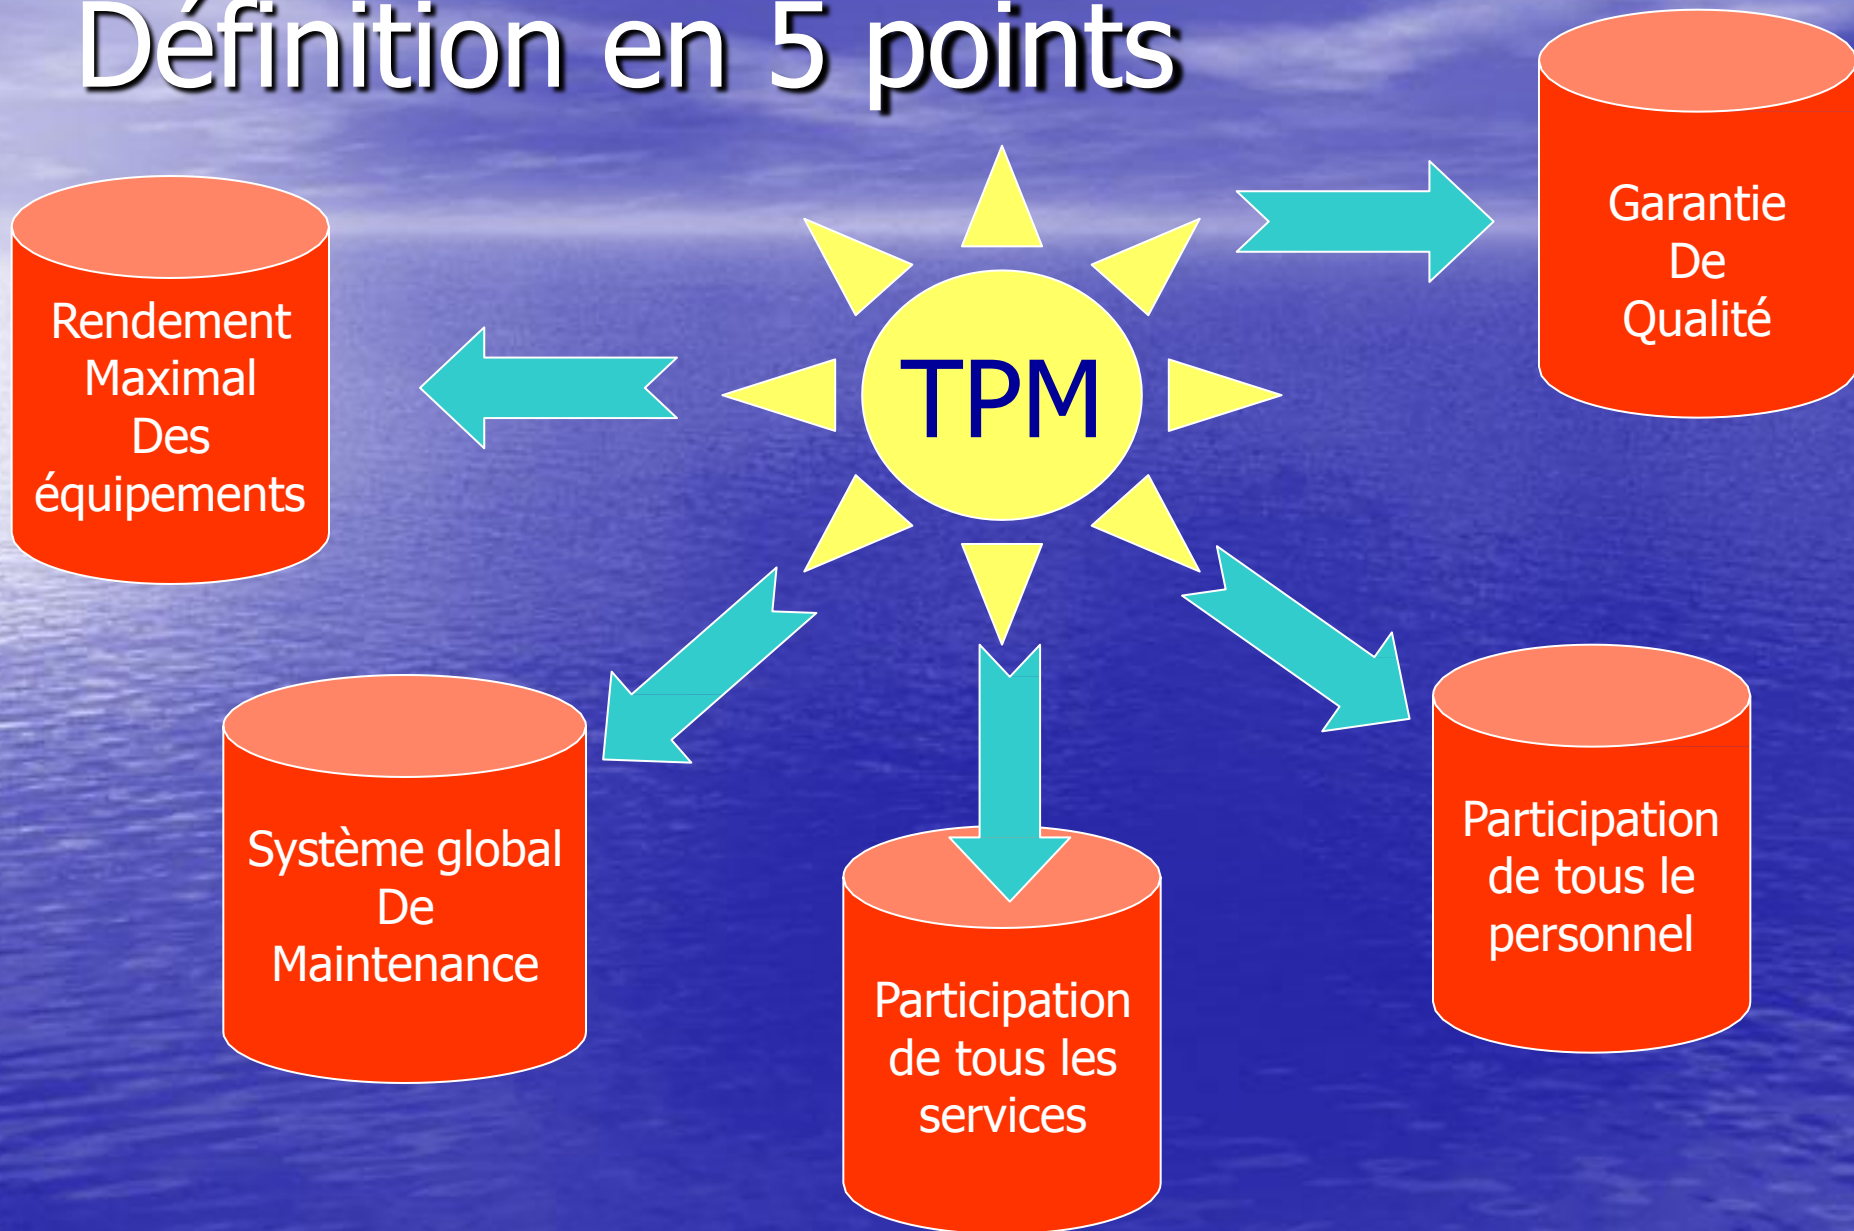 Définition en 5 points
TPM
Rendement
Maximal
Des
équipements
Système global
De
Maintenance
Participation
de tous les
services
Participation
de tous le
personnel
Garantie
De
Qualité